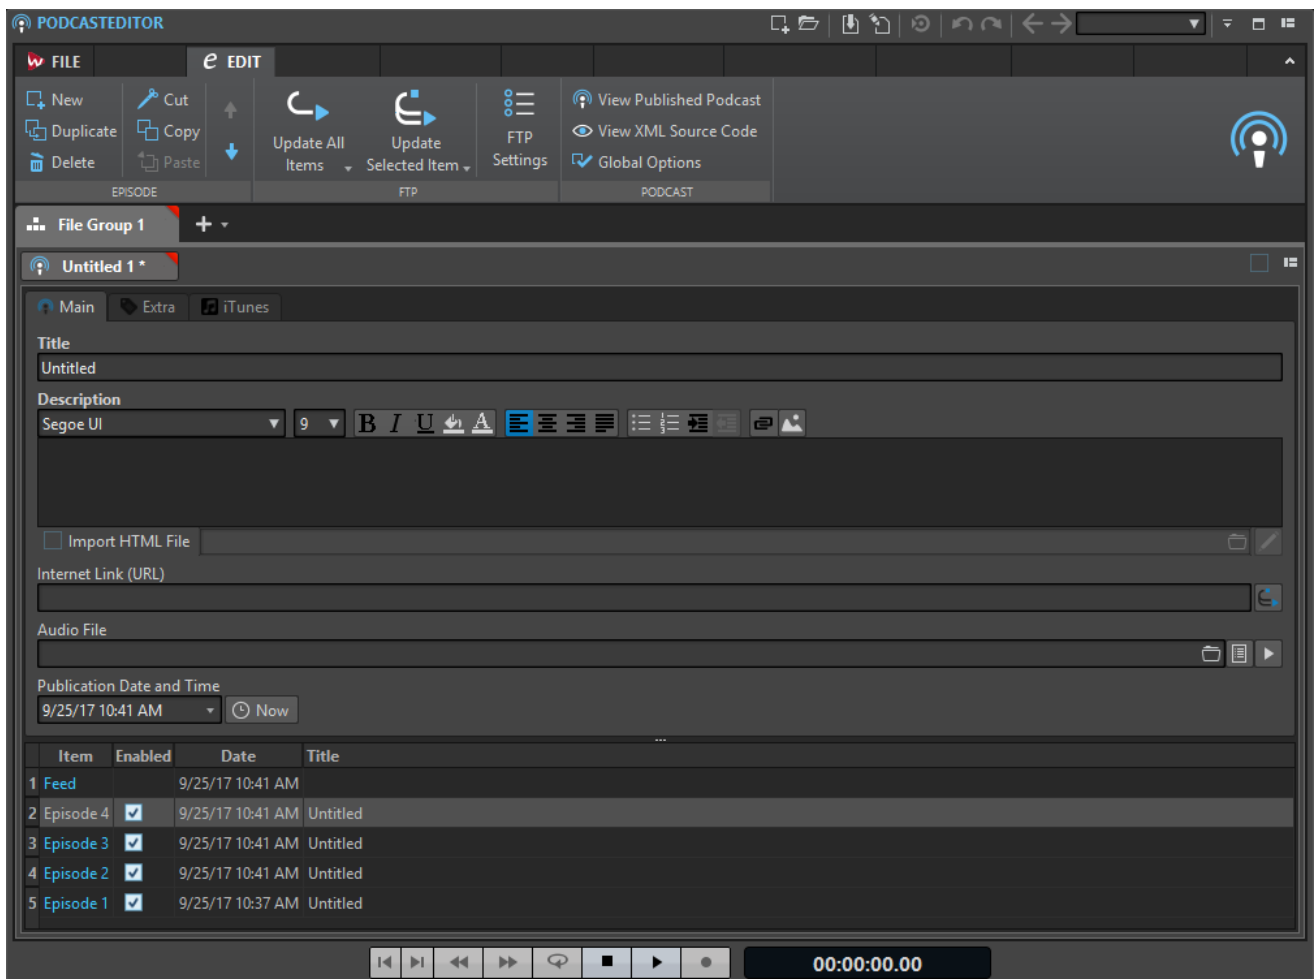 PODCASTEDITOR
FILE
e EDIT
New
Cut
Duplicate
Copy
Delete
Paste
EPISODE
Update All
Items
Update
Selected Item
FTP
Settings
FTP
View Published Podcast
View XML Source Code
Global Options
PODCAST
File Group 1
Untitled 1 *
Main
Extra
iTunes
Title
Untitled
Description
Segoe UI
9
B I U A
Import HTML File
Internet Link (URL)
Audio File
Publication Date and Time
9/25/17 10:41 AM
Now
Item Enabled Date Title
1 Feed 9/25/17 10:41 AM
2 Episode 4 9/25/17 10:41 AM Untitled
3 Episode 3 9/25/17 10:41 AM Untitled
4 Episode 2 9/25/17 10:41 AM Untitled
5 Episode 1 9/25/17 10:37 AM Untitled
00:00:00.00